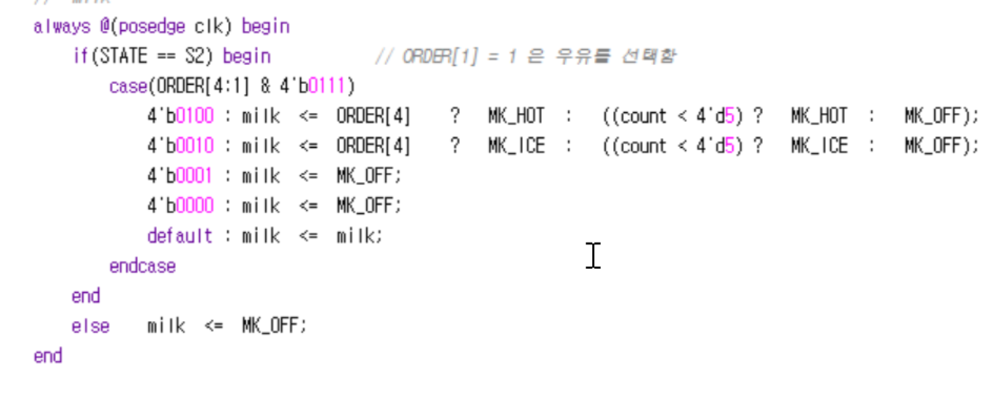 // milk
always @(posedge clk) begin
if(STATE == S2) begin // ORDER[1] = 1 은 우유를 선택함
case(ORDER[4:1] & 4'b0111)
4'b0100 : milk <= ORDER[4] ? MK_HOT : ((count < 4'd5) ? MK_HOT : MK_OFF);
4'b0010 : milk <= ORDER[4] ? MK_ICE : ((count < 4'd5) ? MK_ICE : MK_OFF);
4'b0001 : milk <= MK_OFF;
4'b0000 : milk <= MK_OFF;
default : milk <= milk;
endcase
end
else milk <= MK_OFF;
end